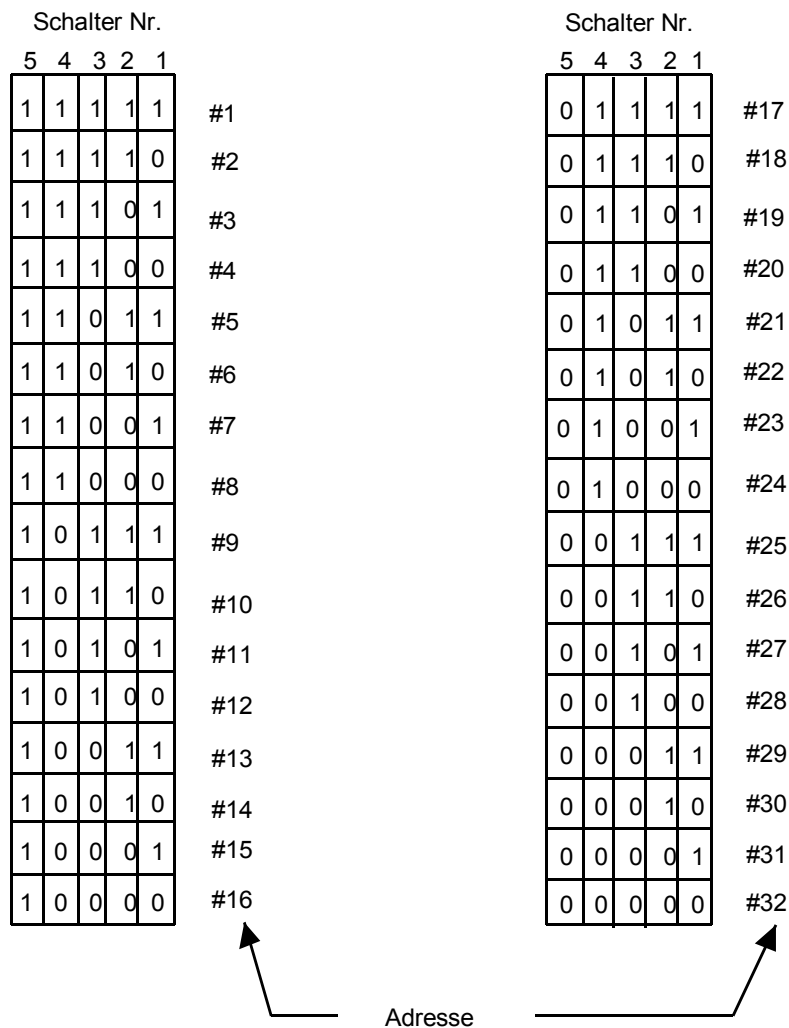 Schalter Nr.
5 4 3 2 1
1 1 1 1 1 #1
1 1 1 1 0 #2
1 1 1 0 1 #3
1 1 1 0 0 #4
1 1 0 1 1 #5
1 1 0 1 0 #6
1 1 0 0 1 #7
1 1 0 0 0 #8
1 0 1 1 1 #9
1 0 1 1 0 #10
1 0 1 0 1 #11
1 0 1 0 0 #12
1 0 0 1 1 #13
1 0 0 1 0 #14
1 0 0 0 1 #15
1 0 0 0 0 #16
Schalter Nr.
5 4 3 2 1
0 1 1 1 1 #17
0 1 1 1 0 #18
0 1 1 0 1 #19
0 1 1 0 0 #20
0 1 0 1 1 #21
0 1 0 1 0 #22
0 1 0 0 1 #23
0 1 0 0 0 #24
0 0 1 1 1 #25
0 0 1 1 0 #26
0 0 1 0 1 #27
0 0 1 0 0 #28
0 0 0 1 1 #29
0 0 0 1 0 #30
0 0 0 0 1 #31
0 0 0 0 0 #32
Adresse